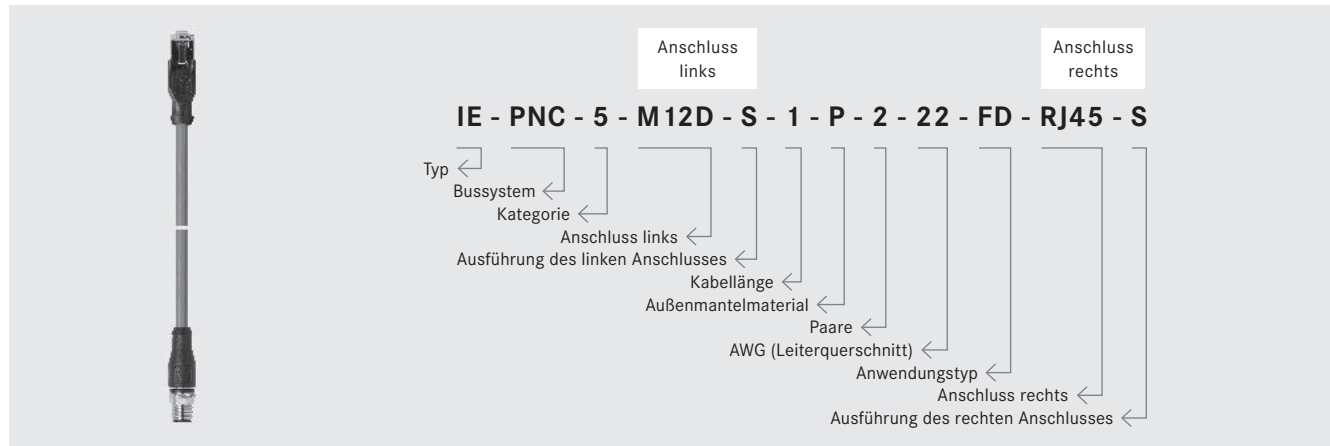 Anschluss
links
Anschluss
rechts
IE - PNC - 5 - M12D - S - 1 - P - 2 - 22 - FD - RJ45 - S
Typ
Bussystem
Kategorie
Anschluss links
Ausführung des linken Anschlusses
Kabellänge
Außenmantelmaterial
Paare
AWG (Leiterquerschnitt)
Anwendungstyp
Anschluss rechts
Ausführung des rechten Anschlusses